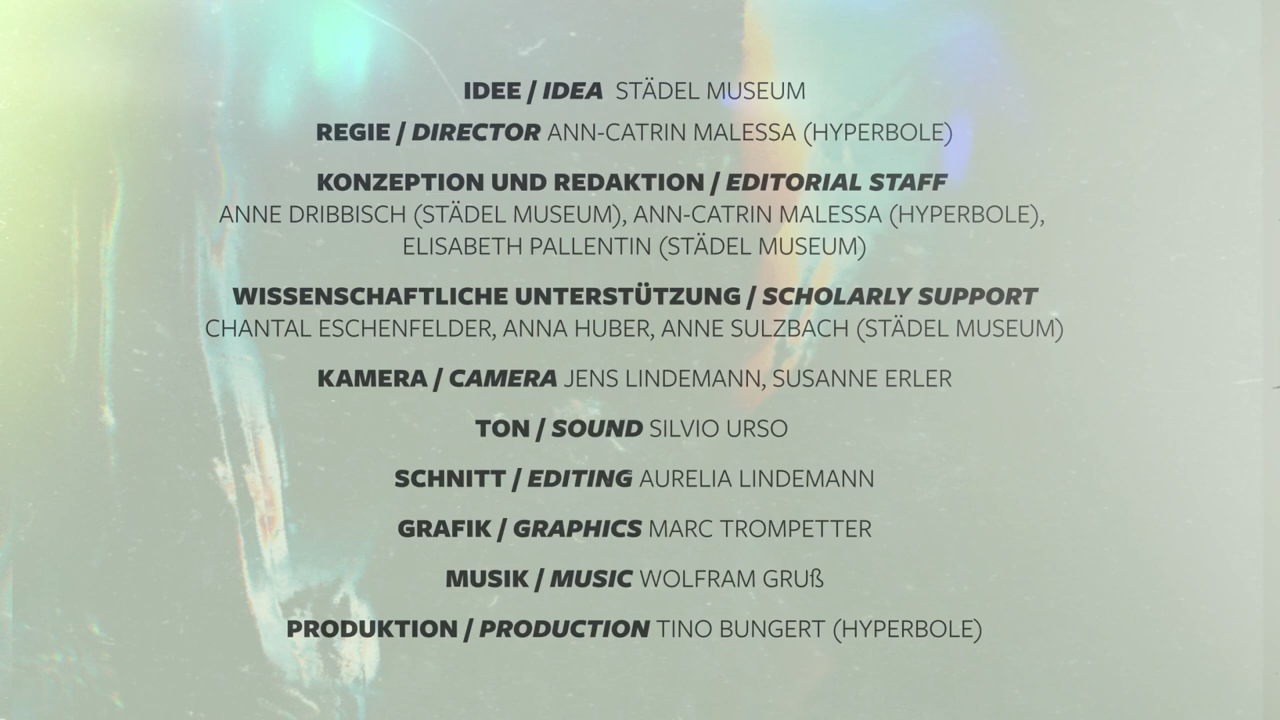 IDEE / IDEA STÄDEL MUSEUM
REGIE / DIRECTOR ANN-CATRIN MALESSA (HYPERBOLE)
KONZEPTION UND REDAKTION / EDITORIAL STAFF
ANNE DRIBBISCH (STÄDEL MUSEUM), ANN-CATRIN MALESSA (HYPERBOLE),
ELISABETH PALLENTIN (STÄDEL MUSEUM)
WISSENSCHAFTLICHE UNTERSTÜTZUNG / SCHOLARLY SUPPORT
CHANTAL ESCHENFELDER, ANNA HUBER, ANNE SULZBACH (STÄDEL MUSEUM)
KAMERA / CAMERA JENS LINDEMANN, SUSANNE ERLER
TON / SOUND SILVIO URSO
SCHNITT / EDITING AURELIA LINDEMANN
GRAFIK / GRAPHICS MARC TROMPETTER
MUSIK / MUSIC WOLFRAM GRUß
PRODUKTION / PRODUCTION TINO BUNGERT (HYPERBOLE)